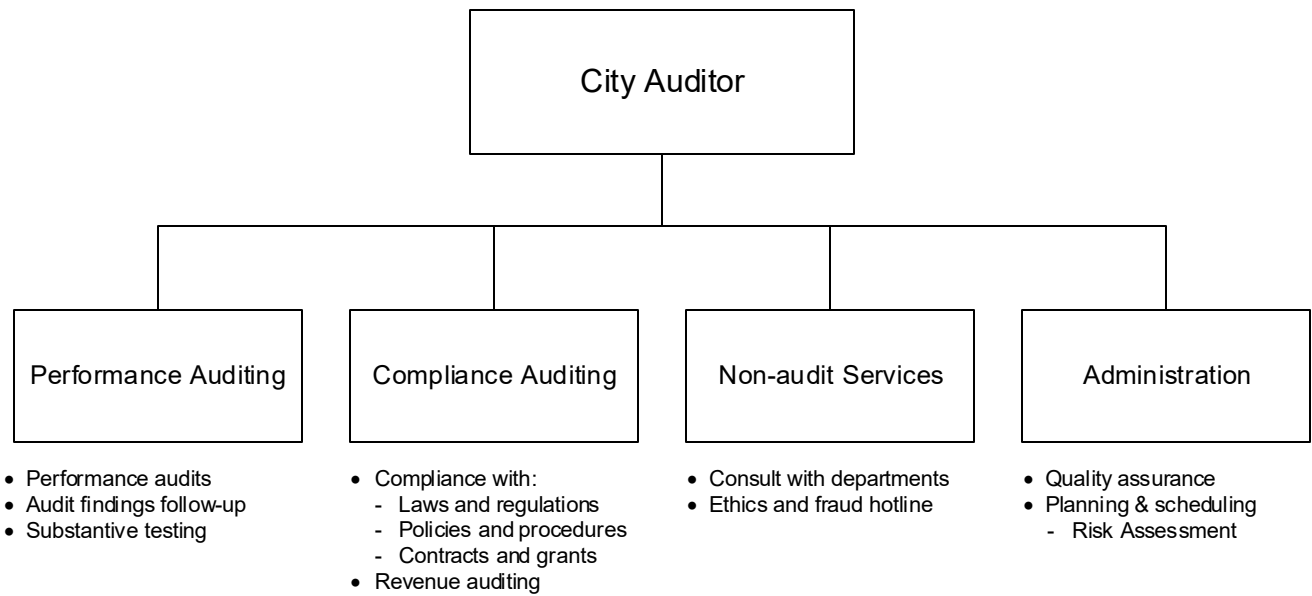 City Auditor
Performance Auditing
Compliance Auditing
Non-audit Services
Administration
• Performance audits
• Audit findings follow-up
• Substantive testing
• Compliance with:
- Laws and regulations
- Policies and procedures
- Contracts and grants
• Revenue auditing
• Consult with departments
• Ethics and fraud hotline
• Quality assurance
• Planning & scheduling
- Risk Assessment